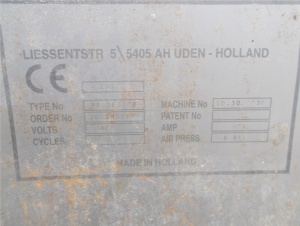 LIESSENTSTR 5\5405 AH UDEN - HOLLAND
CE
TYPE No MACHINE No
ORDER No PATENT No
VOLTS AMP
CYCLES AIR PRESS
MADE IN HOLLAND